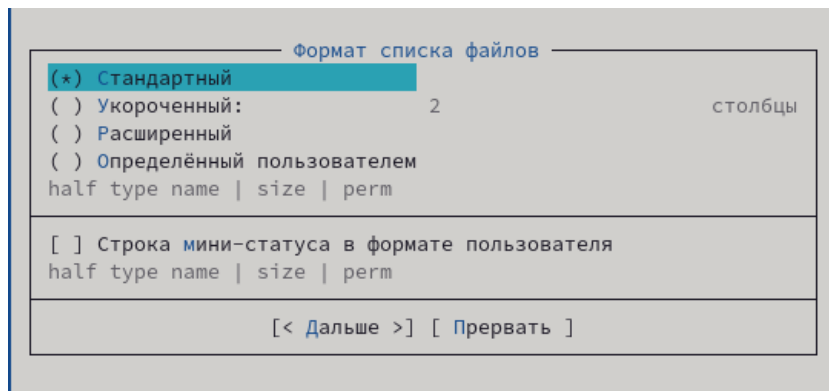 Формат списка файлов
(*) Стандартный
( ) Укороченный: 2 столбцы
( ) Расширенный
( ) Определённый пользователем
half type name | size | perm
[ ] Строка мини-статуса в формате пользователя
half type name | size | perm
[< Дальше >] [ Прервать ]